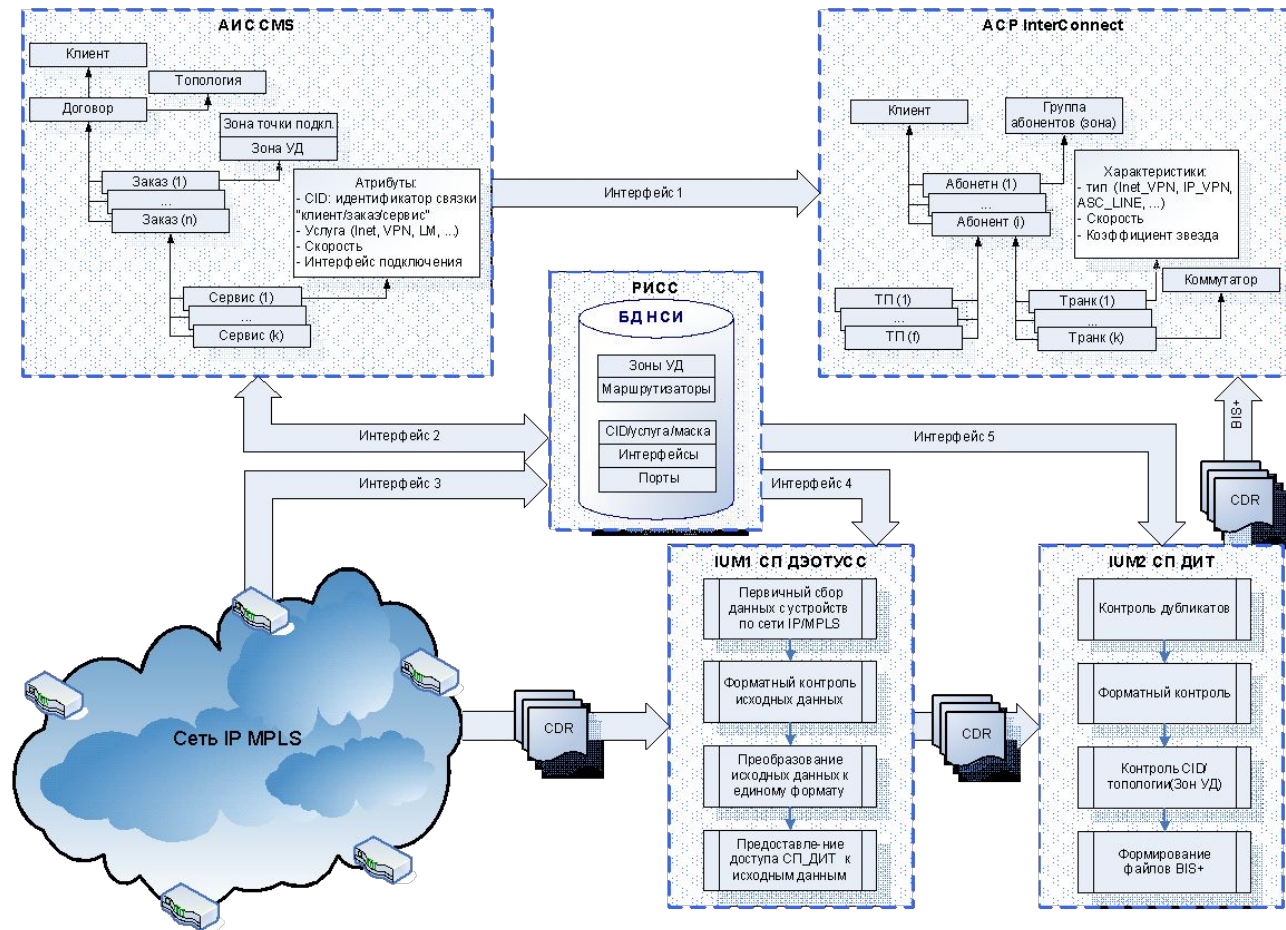 АИС CMS
Клиент
Топология
Договор
Зона точки подкл.
Зона УД
Заказ (1)
...
Заказ (n)
Атрибуты:
- CID: идентификатор связки
"клиент/заказ/сервис"
- Услуга (Inet, VPN, LM, ...)
- Скорость
- Интерфейс подключения
Сервис (1)
...
Сервис (k)
Интерфейс 1
АСР InterConnect
Клиент
Группа
абонентов (зона)
Абонетн (1)
...
Абонент (i)
Характеристики:
- тип (Inet_VPN, IP_VPN,
ASC_LINE, ...)
- Скорость
- Коэффициент звезда
Коммутатор
ТП (1)
...
ТП (f)
Транк (1)
...
Транк (k)
РИСС
БД НСИ
Зоны УД
Маршрутизаторы
CID/услуга/маска
Интерфейсы
Порты
Интерфейс 2
Интерфейс 3
Интерфейс 5
Интерфейс 4
BIS+
CDR
Сеть IP MPLS
CDR
IUM1 СП ДЭОТУСС
Первичный сбор
данных с устройств
по сети IP/MPLS
Форматный контроль
исходных данных
Преобразование
исходных данных к
единому формату
Предоставле-ние
доступа СП_ДИТ к
исходным данным
CDR
IUM2 СП ДИТ
Контроль дубликатов
Форматный контроль
Контроль CID/
топологии(Зон УД)
Формирование
файлов BIS+